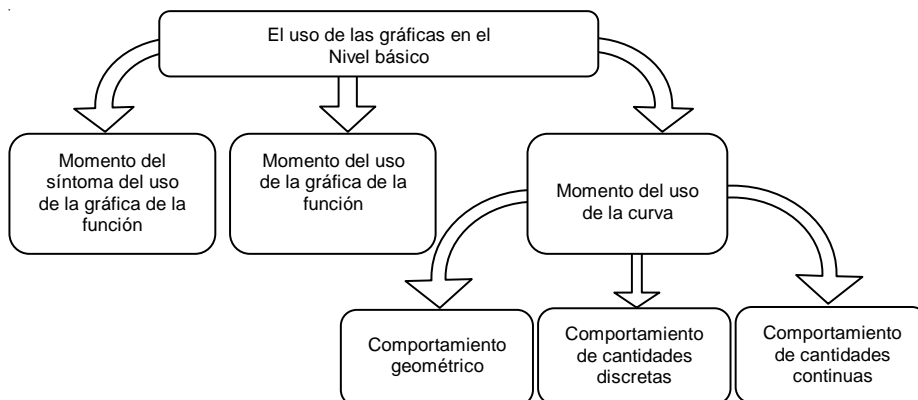 El uso de las gráficas en el
Nivel básico
Momento del
síntoma del uso
de la gráfica de la
función
Momento del uso
de la gráfica de la
función
Momento del uso
de la curva
Comportamiento
geométrico
Comportamiento
de cantidades
discretas
Comportamiento
de cantidades
continuas